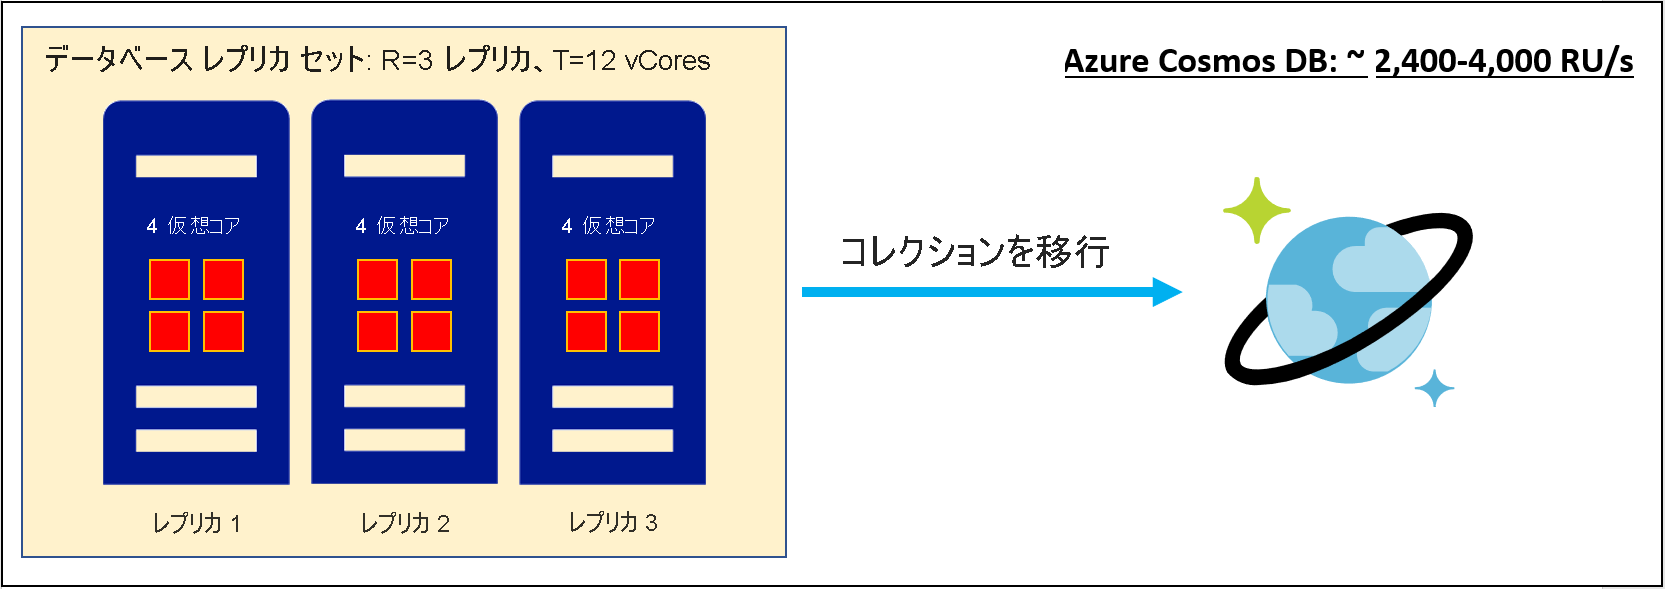 データベース レプリカ セット: R=3 レプリカ、T=12 vCores
Azure Cosmos DB: ~ 2,400-4,000 RU/s
4 仮想コア
4 仮想コア
4 仮想コア
コレクションを移行
レプリカ 1
レプリカ 2
レプリカ 3